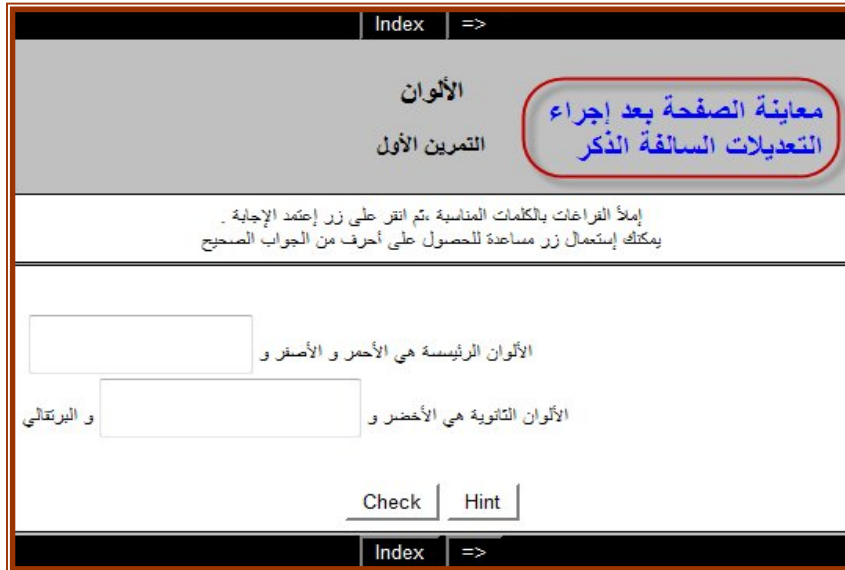 Index =>
الألوان
معاينة الصفحة بعد إجراء
التعديلات السالفة الذكر
التمرين الأول
إملأ الفراغات بالكلمات المناسبة ،ثم انقر على زر إعتمد الإجابة .
يمكنك إستعمال زر مساعدة للحصول على أحرف من الجواب الصحيح
الألوان الرئيسسة هي الأحمر و الأصفر و
الألوان الثانوية هي الأخضر و و البرتقالي
Check Hint
Index =>